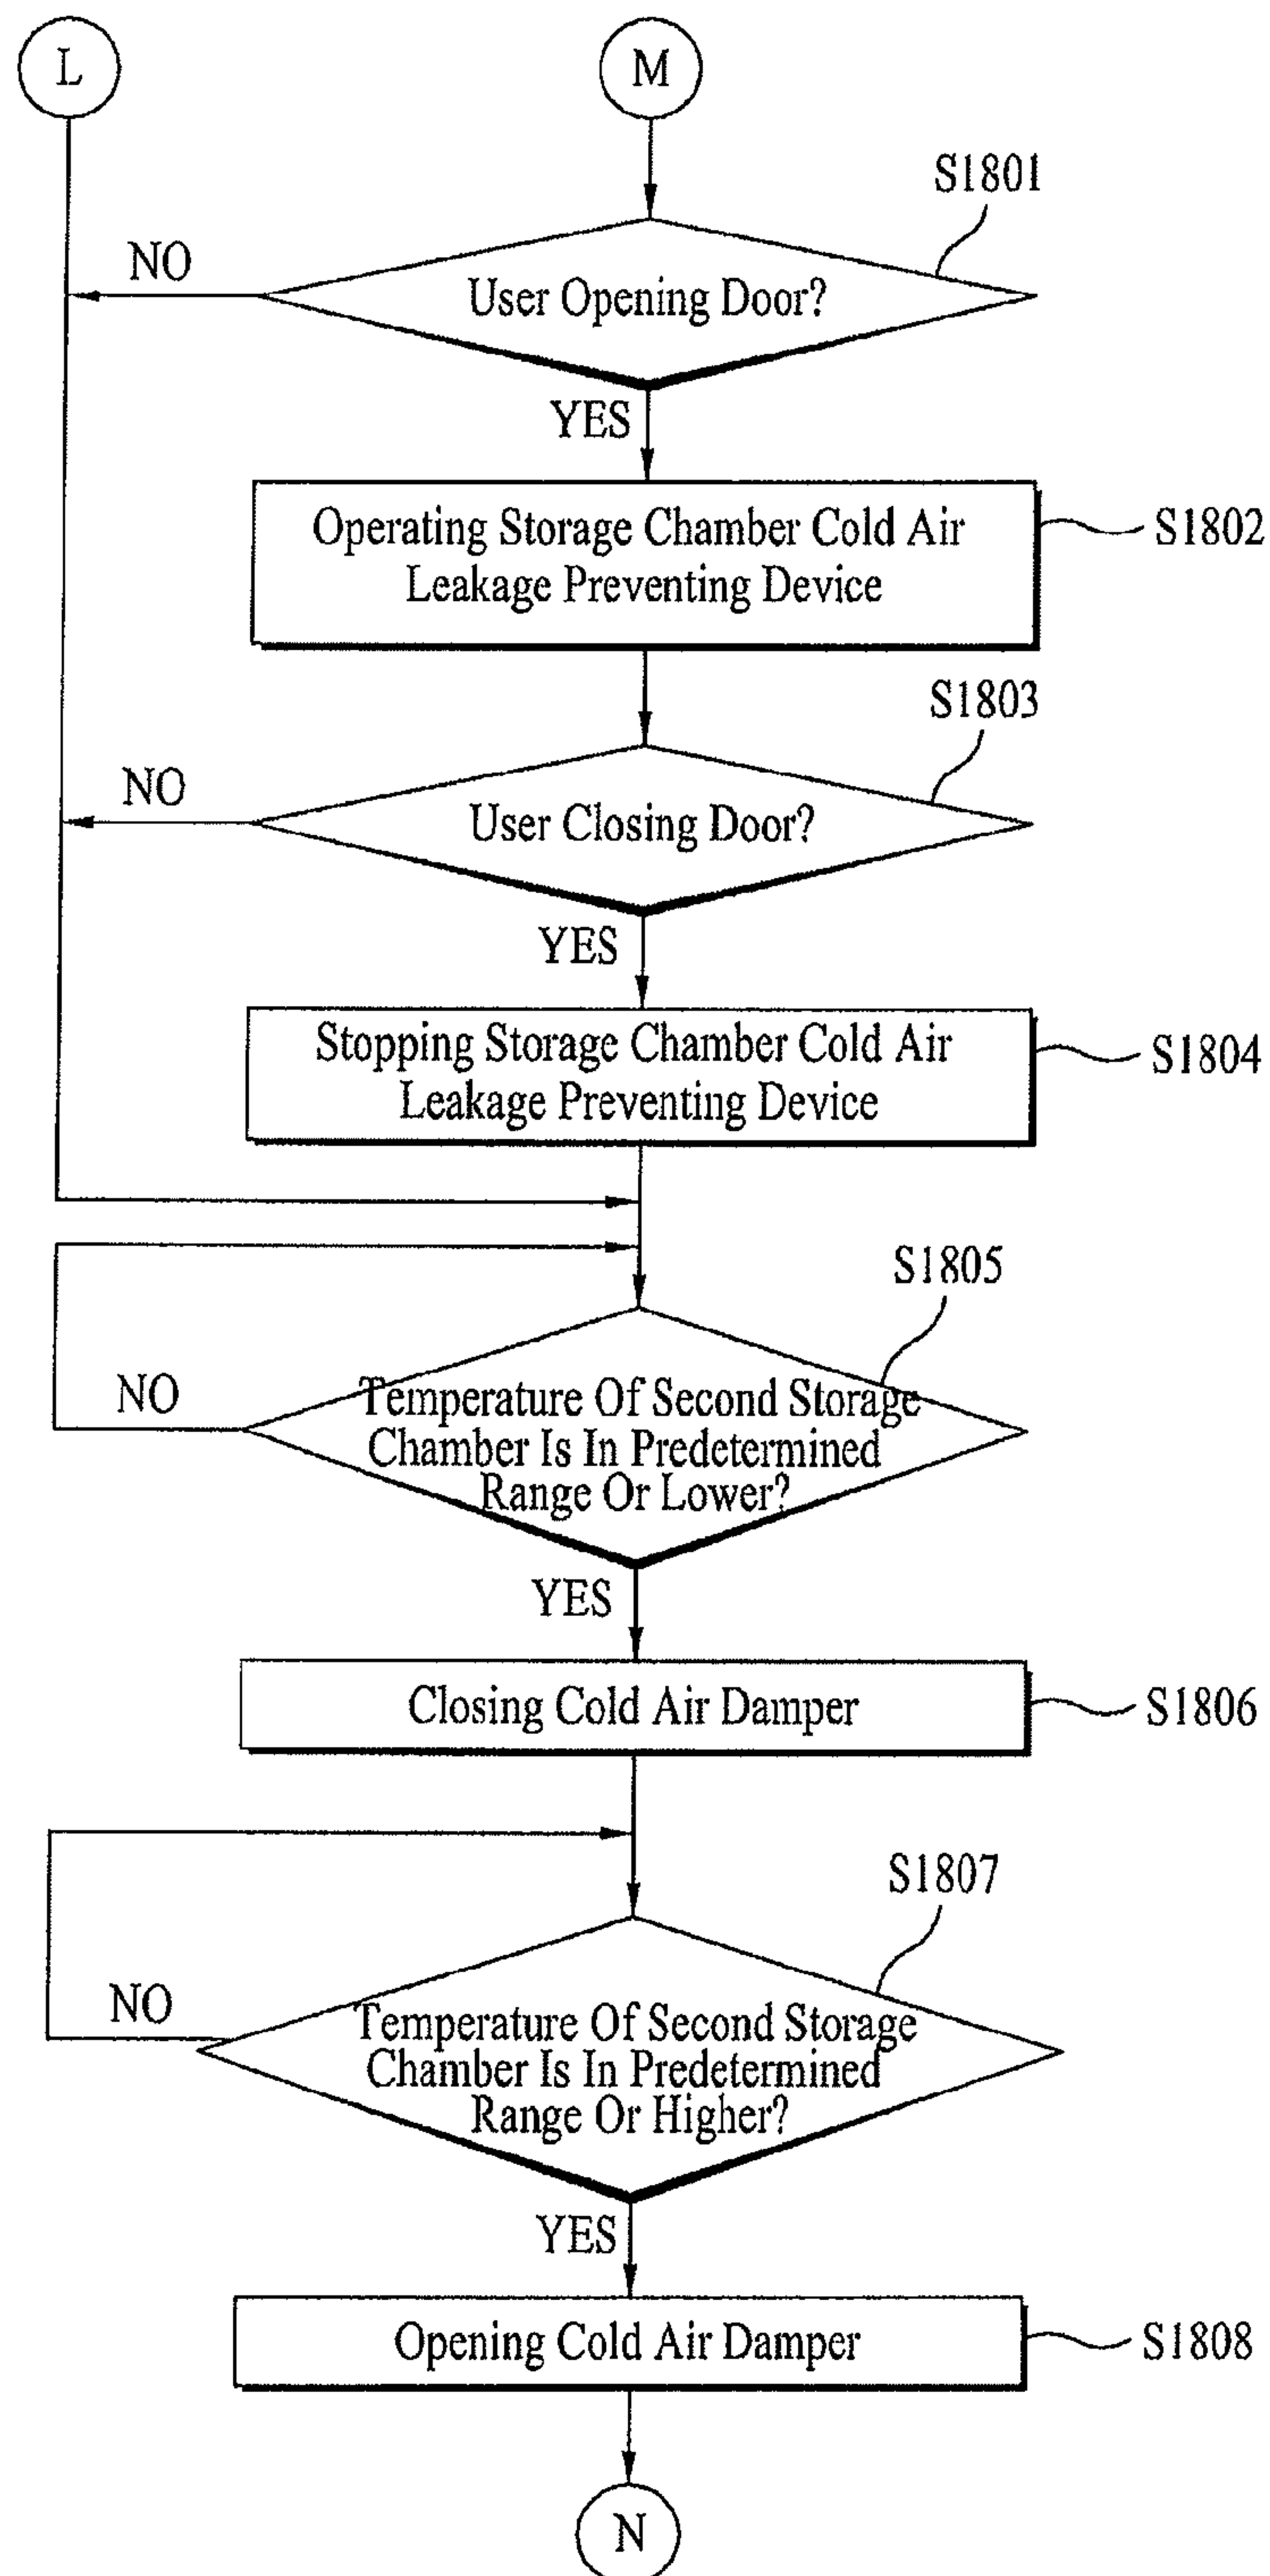 L
M
S1801
NO
User Opening Door?
YES
Operating Storage Chamber Cold Air
Leakage Preventing Device
S1802
S1803
NO
User Closing Door?
YES
Stopping Storage Chamber Cold Air
Leakage Preventing Device
S1804
S1805
NO
Temperature Of Second Storage
Chamber Is In Predetermined
Range Or Lower?
YES
Closing Cold Air Damper
S1806
S1807
NO
Temperature Of Second Storage
Chamber Is In Predetermined
Range Or Higher?
YES
Opening Cold Air Damper
S1808
N